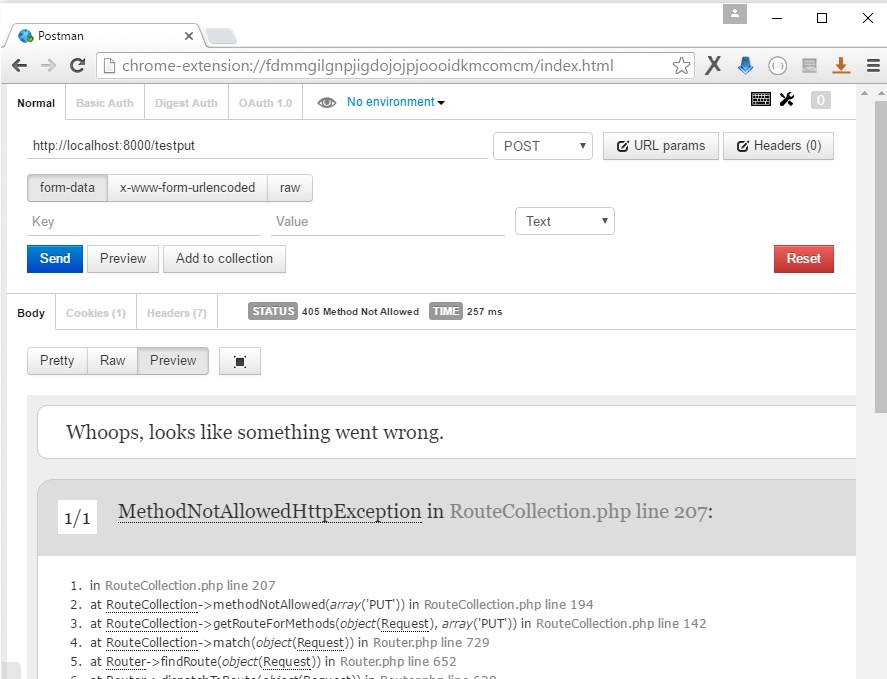 Postman
chrome-extension://fdmmgilgnpjigdojojpjoooidkmcomcm/index.html
Normal Basic Auth Digest Auth OAuth 1.0 No environment 0
http://localhost:8000/testput POST URL params Headers (0)
form-data x-www-form-urlencoded raw
Key Value Text
Send Preview Add to collection Reset
Body Cookies (1) Headers (7) STATUS 405 Method Not Allowed TIME 257 ms
Pretty Raw Preview
Whoops, looks like something went wrong.
1/1 MethodNotAllowedHttpException in RouteCollection.php line 207:
1. in RouteCollection.php line 207
2. at RouteCollection->methodNotAllowed(array('PUT')) in RouteCollection.php line 194
3. at RouteCollection->getRouteForMethods(object(Request), array('PUT')) in RouteCollection.php line 142
4. at RouteCollection->match(object(Request)) in Router.php line 729
5. at Router->findRoute(object(Request)) in Router.php line 652